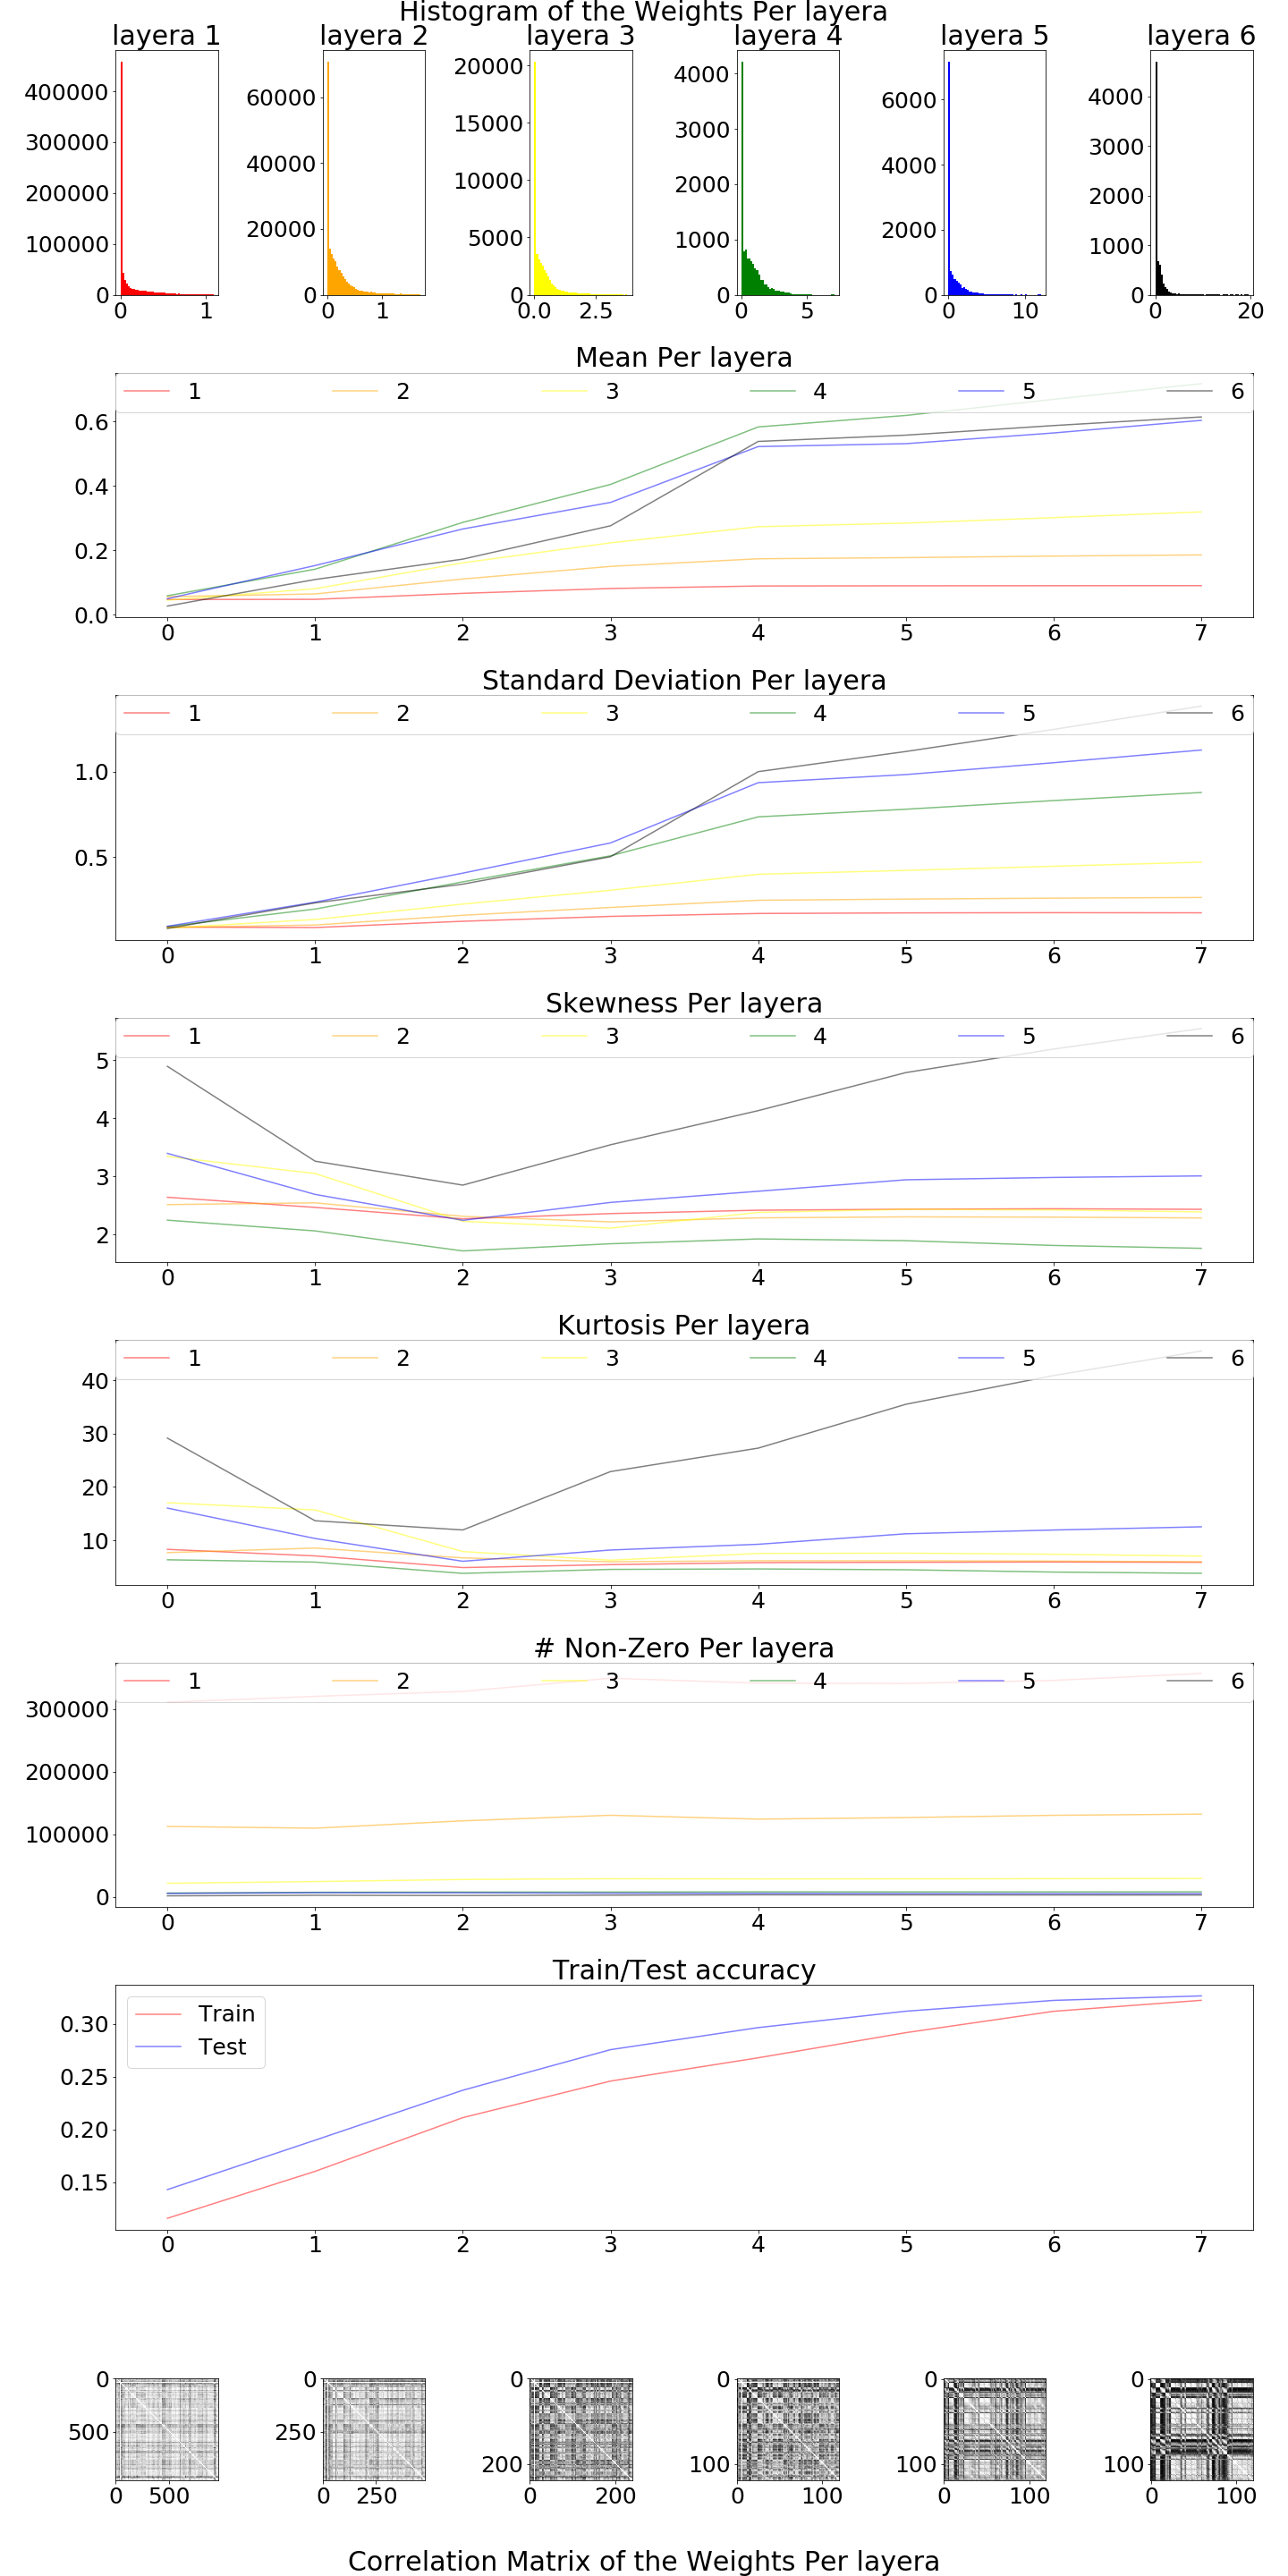 Histogram of the Weights Per layera
layera 1 layera 2 layera 3 layera 4 layera 5 layera 6
400000 60000 20000 4000 6000 4000
300000 40000 15000 3000 4000 3000
200000 20000 10000 2000 2000 2000
100000 0 5000 1000 0 1000
0 0 0 0
0 1 0 1 0.0 2.5 0 5 0 10 0 20
Mean Per layera
1 2 3 4 5 6
0.6
0.4
0.2
0.0
0 1 2 3 4 5 6 7
Standard Deviation Per layera
1 2 3 4 5 6
1.0
0.5
0 1 2 3 4 5 6 7
Skewness Per layera
1 2 3 4 5 6
5
4
3
2
0 1 2 3 4 5 6 7
Kurtosis Per layera
1 2 3 4 5 6
40
30
20
10
0 1 2 3 4 5 6 7
# Non-Zero Per layera
1 2 3 4 5 6
300000
200000
100000
0
0 1 2 3 4 5 6 7
Train/Test accuracy
Train
Test
0.30
0.25
0.20
0.15
0 1 2 3 4 5 6 7
0 0 0 0 0 0
500 250 200 100 100 100
0 500 0 250 0 200 0 100 0 100 0 100
Correlation Matrix of the Weights Per layera